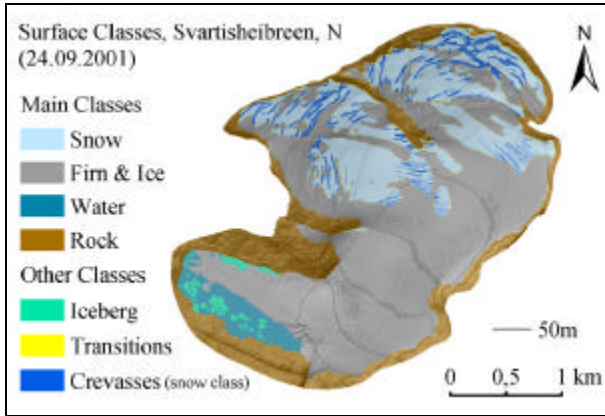 Surface Classes, Svartisheibreen, N
(24.09.2001)
N
Main Classes
Snow
Firn & Ice
Water
Rock
Other Classes
Iceberg
Transitions
Crevasses (snow class)
50m
0 0,5 1 km